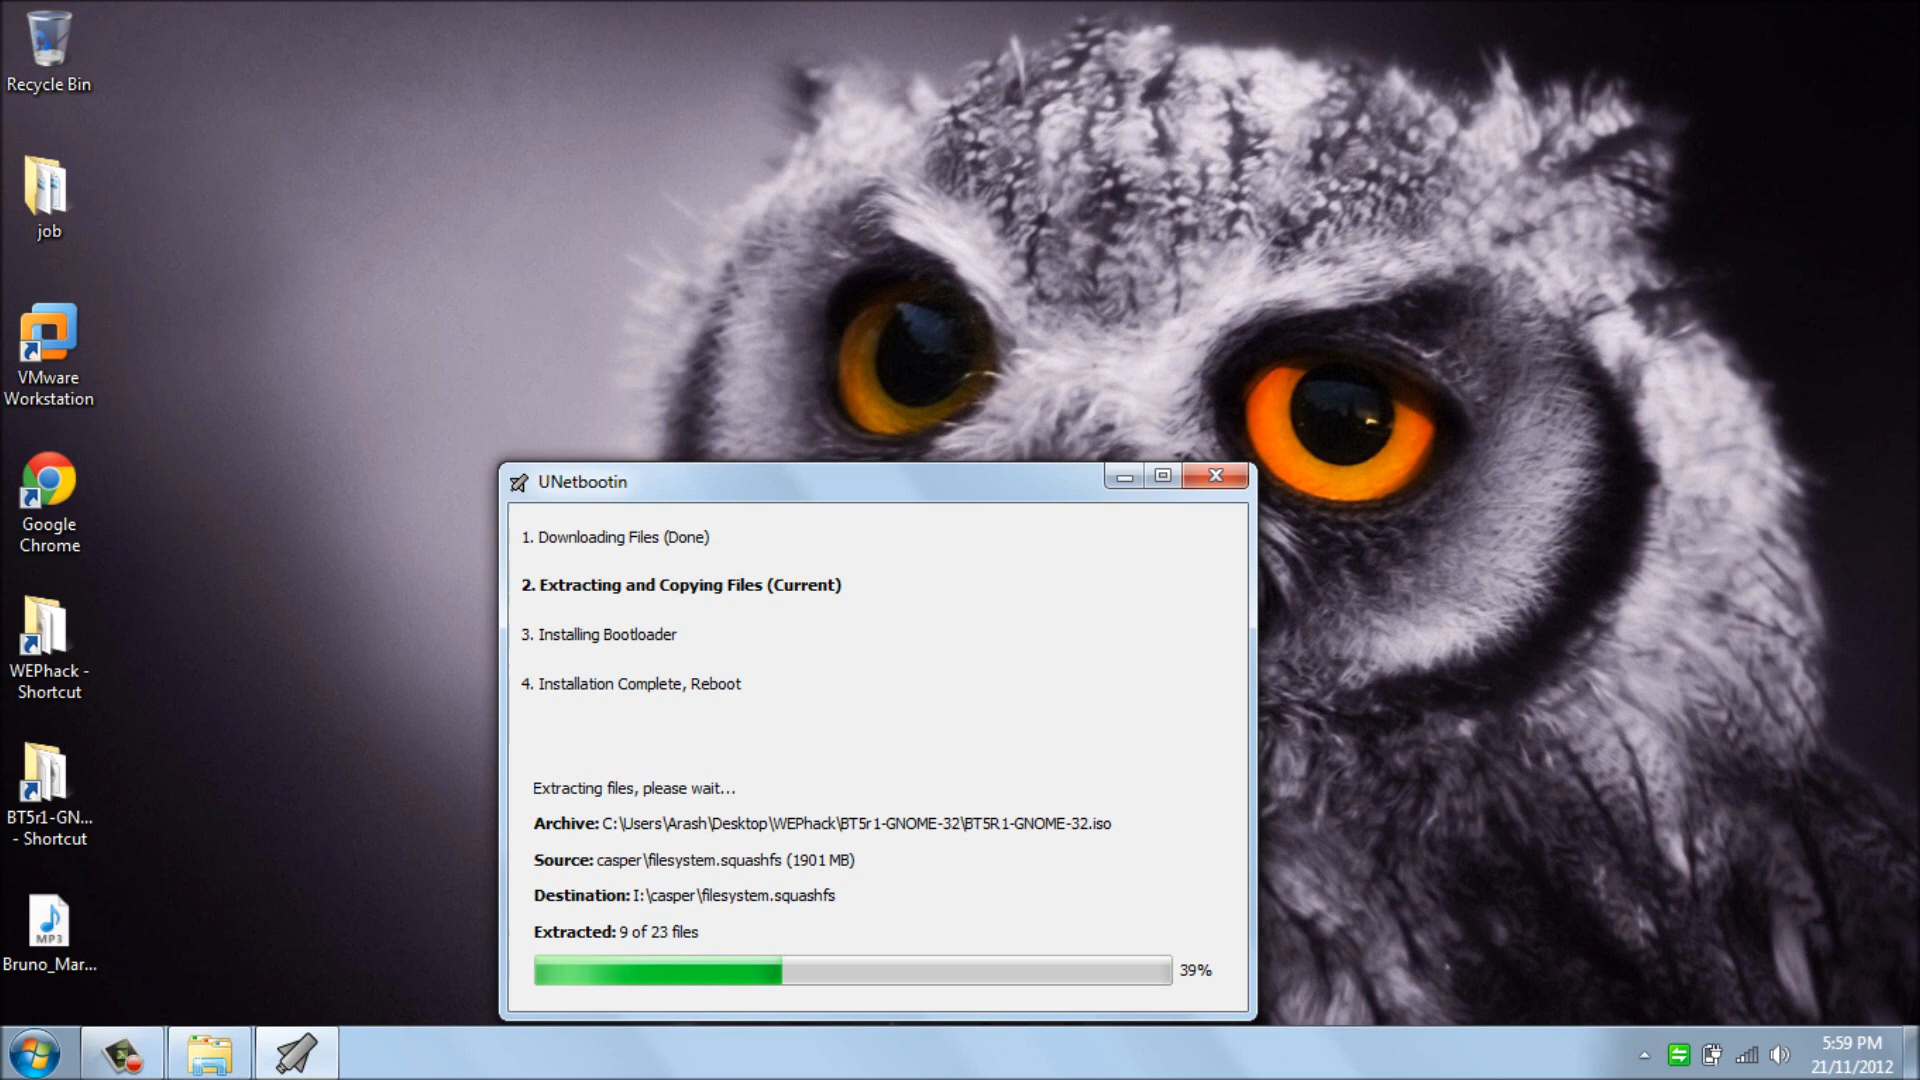 Recycle Bin
job
VMware
Workstation
Google
Chrome
WEPhack -
Shortcut
BT5r1-GN...
- Shortcut
MP3
Bruno_Mar...
UNetbootin
1. Downloading Files (Done)
2. Extracting and Copying Files (Current)
3. Installing Bootloader
4. Installation Complete, Reboot
Extracting files, please wait...
Archive: C:\Users\Arash\Desktop\WEPhack\BT5r1-GNOME-32\BT5R1-GNOME-32.iso
Source: casper\filesystem.squashfs (1901 MB)
Destination: I:\casper\filesystem.squashfs
Extracted: 9 of 23 files
39%
5:59 PM
21/11/2012